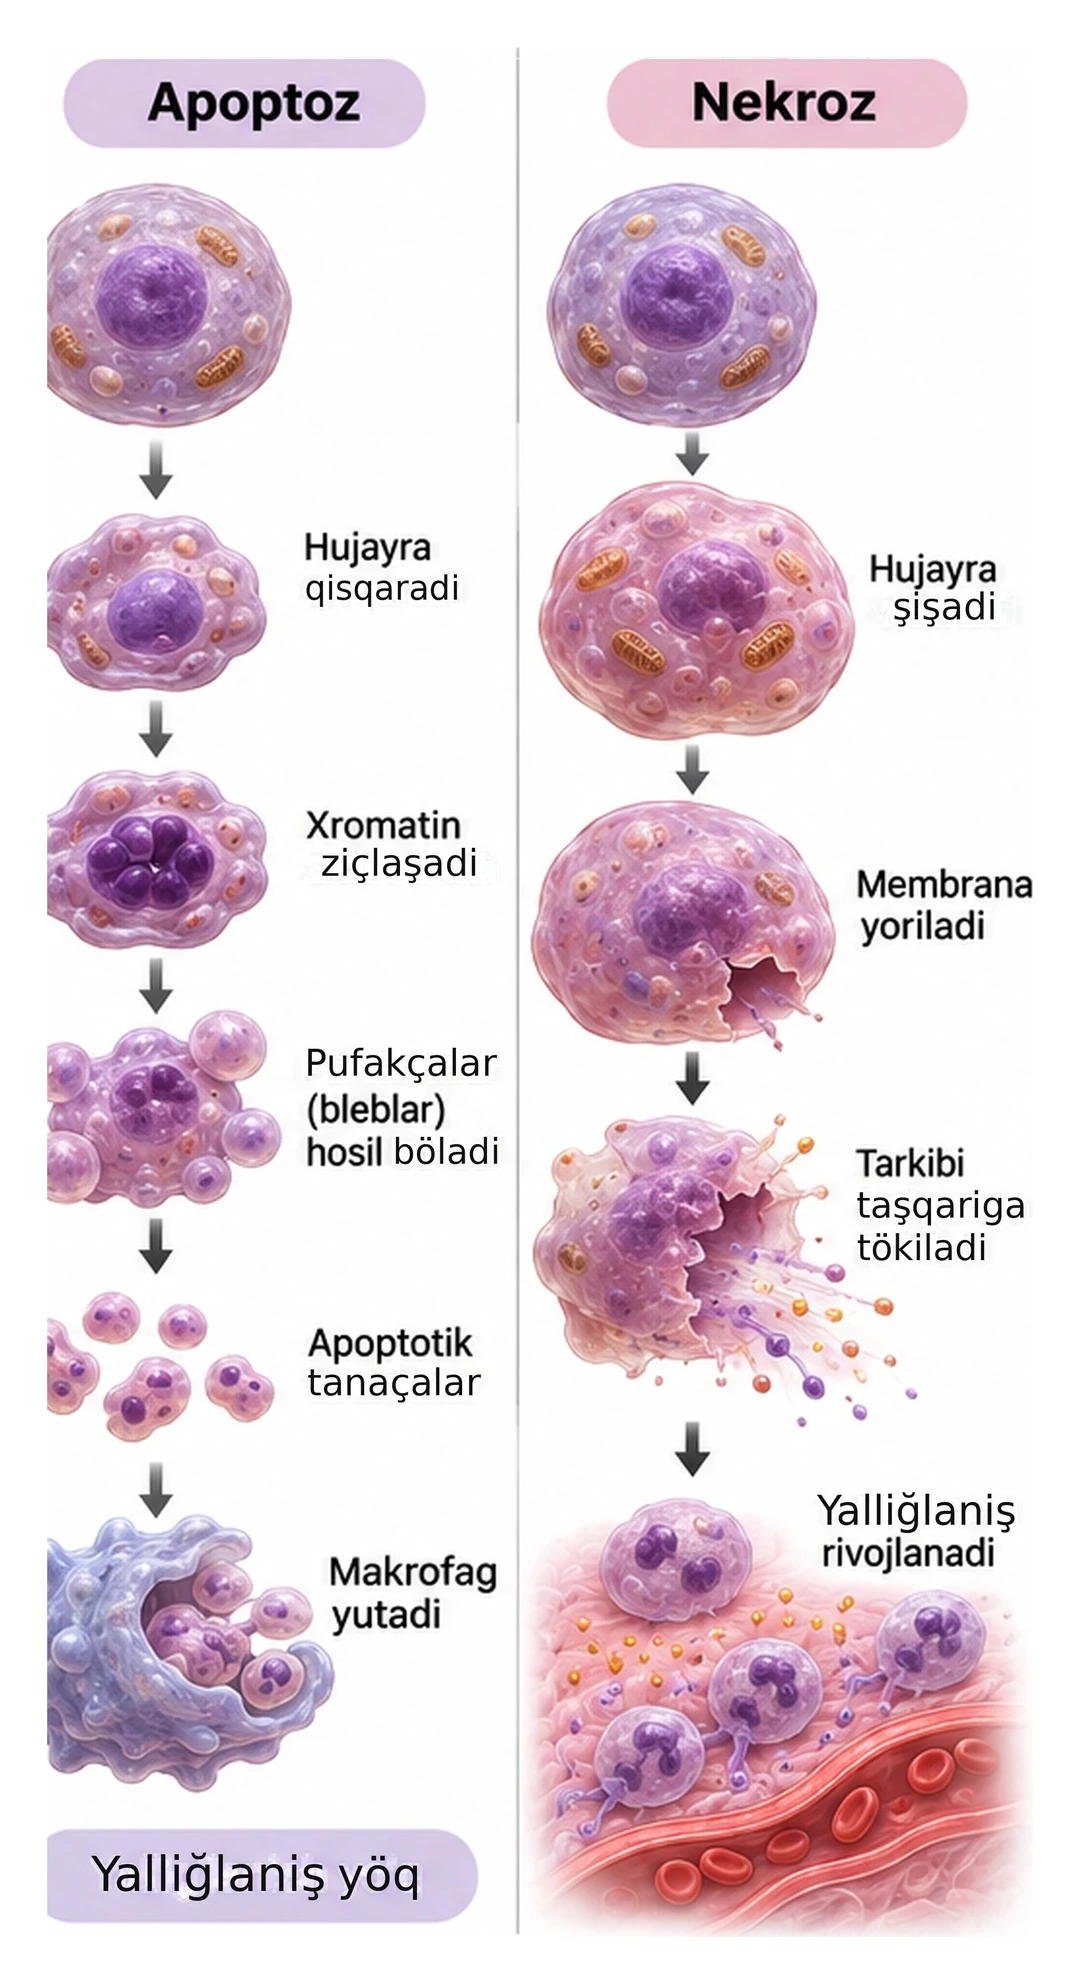 Apoptoz
Hujayra
qisqaradi
Xromatin
ziçlaşadi
Pufakçalar
(bleblar)
hosil böladi
Apoptotik
tanaçalar
Makrofag
yutadi
Yalliğlaniş yöq
Nekroz
Hujayra
şişadi
Membrana
yoriladi
Tarkibi
taşqariga
tökiladi
Yalliğlaniş
rivojlanadi